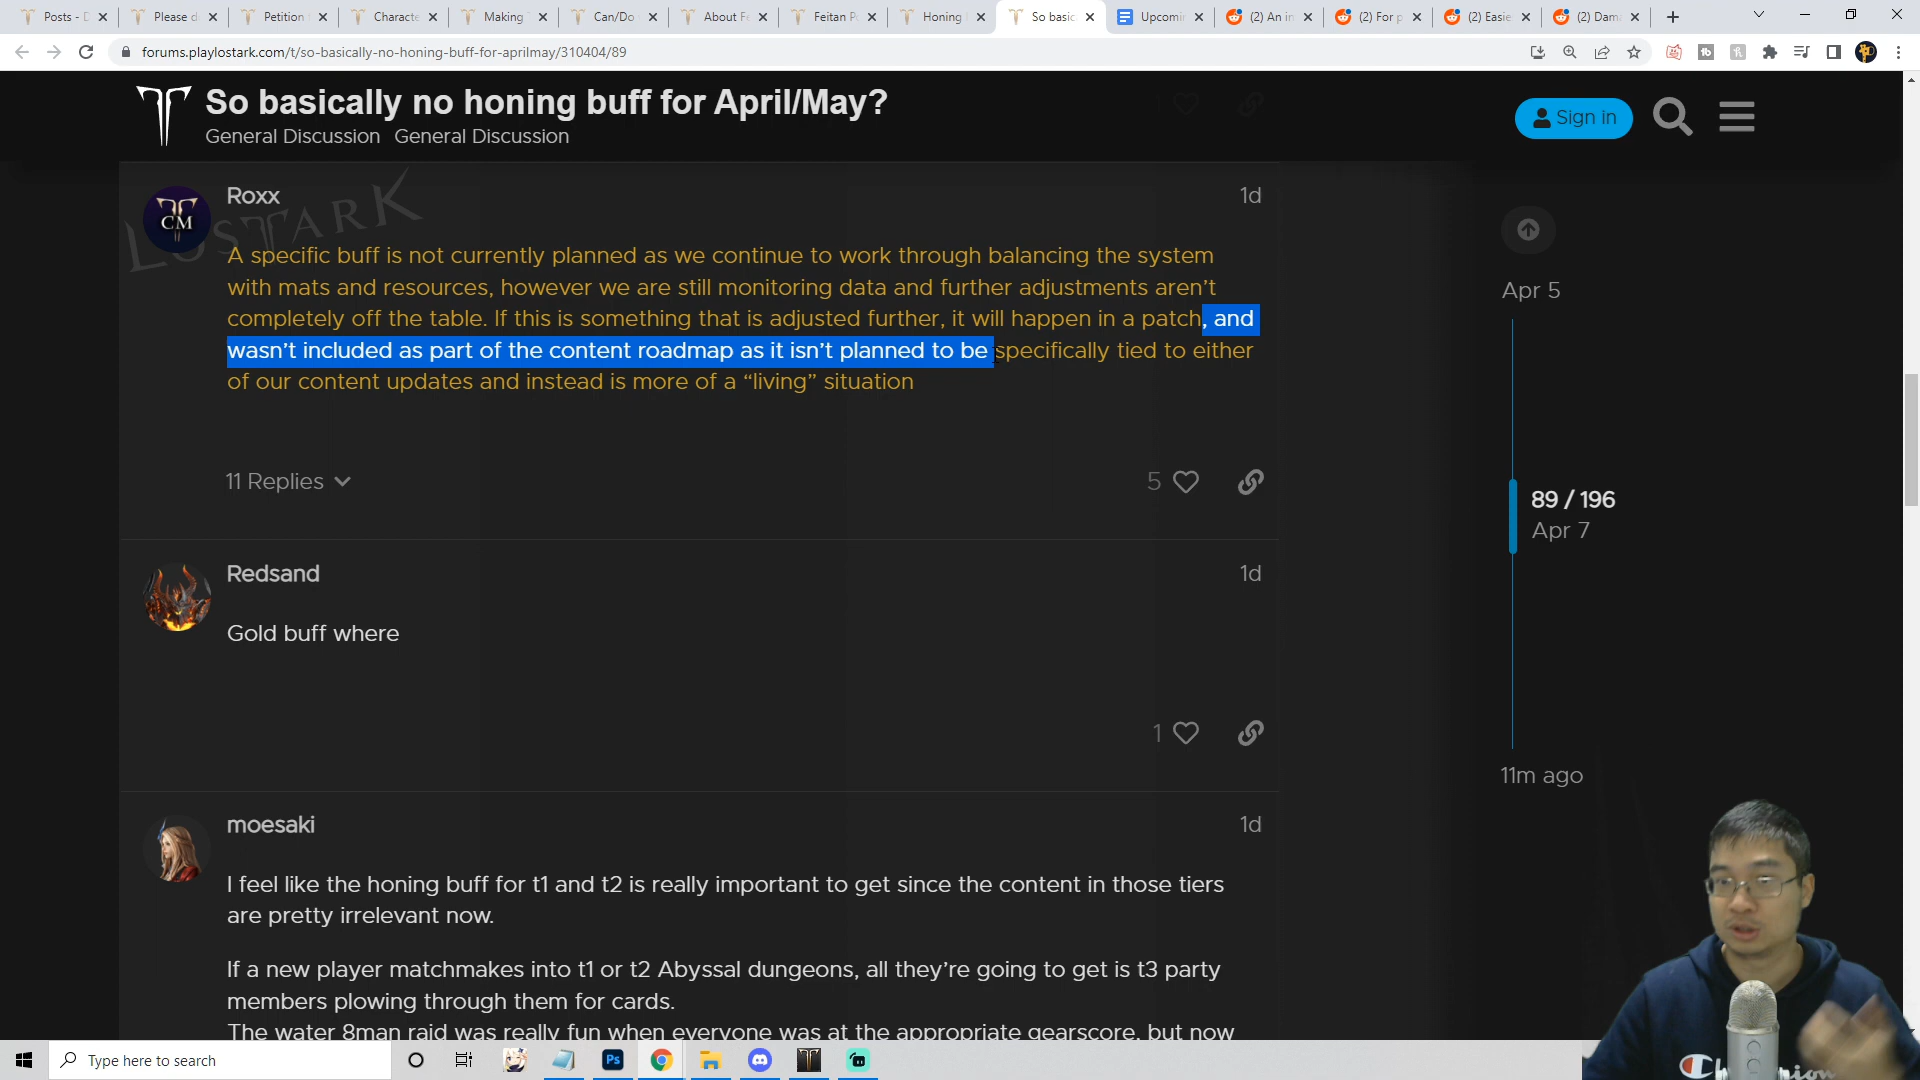 Posts - D
Please d
Petition
Characte
Making
Can/Do
About Fe
Feitan P
Honing
So basic
Upcomin
(2) An in
(2) For p
(2) Easie
(2) Dam
forums.playlostark.com/t/so-basically-no-honing-buff-for-aprilmay/310404/89
So basically no honing buff for April/May?
General Discussion General Discussion
Sign in
LOST ARK
CM
Roxx
1d
A specific buff is not currently planned as we continue to work through balancing the system
with mats and resources, however we are still monitoring data and further adjustments aren't
completely off the table. If this is something that is adjusted further, it will happen in a patch, and
wasn't included as part of the content roadmap as it isn't planned to be specifically tied to either
of our content updates and instead is more of a “living” situation
11 Replies
5
Redsand
1d
Gold buff where
1
moesaki
1d
I feel like the honing buff for t1 and t2 is really important to get since the content in those tiers
are pretty irrelevant now.
If a new player matchmakes into t1 or t2 Abyssal dungeons, all they're going to get is t3 party
members plowing through them for cards.
The water 8man raid was really fun when everyone was at the appropriate gearscore, but now
Apr 5
89 / 196
Apr 7
11m ago
Type here to search
Ps